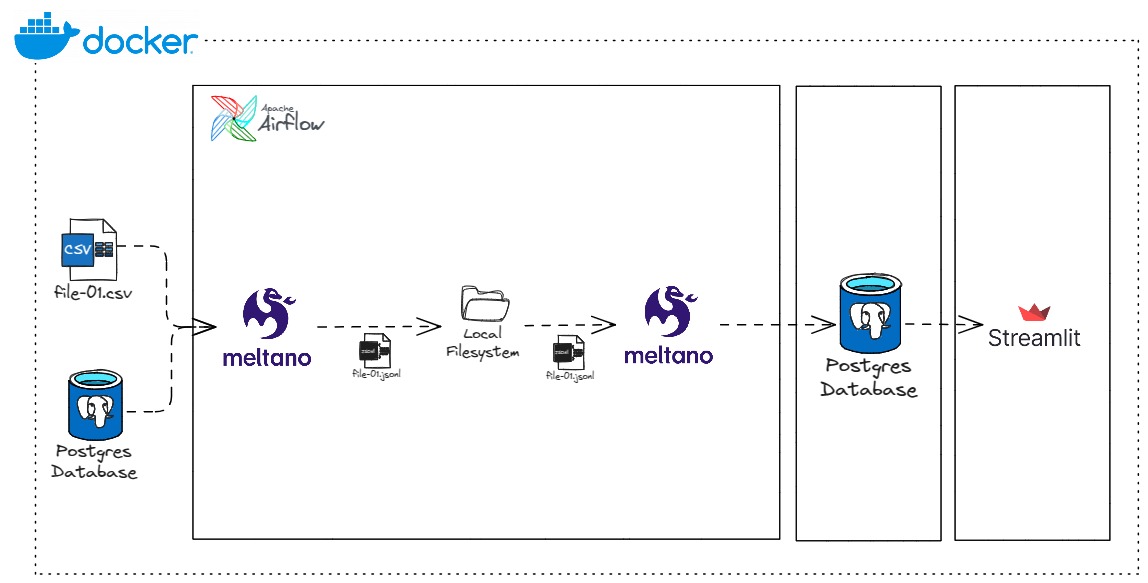 docker
Apache
Airflow
CSV
file-01.csv
Postgres
Database
meltano
file-01.jsonl
Local
Filesystem
file-01.jsonl
meltano
Postgres
Database
Streamlit